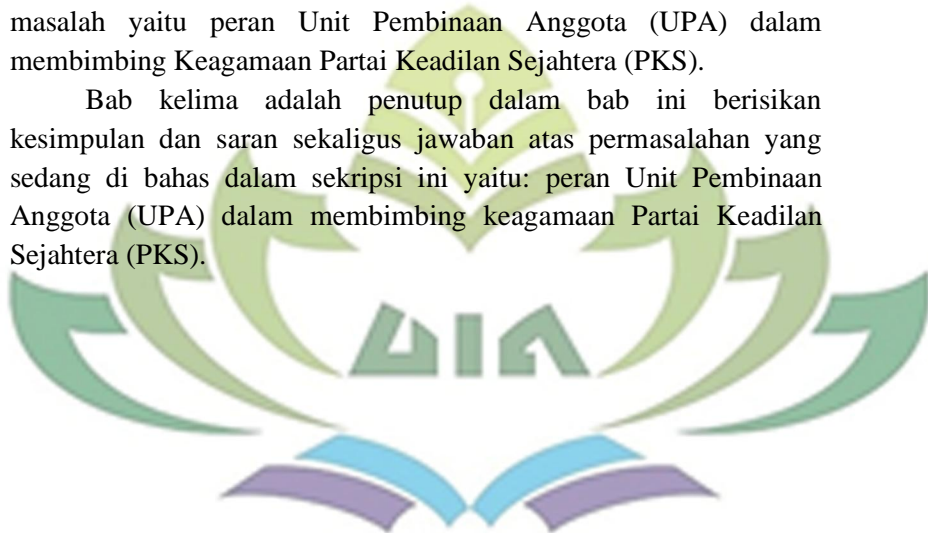 masalah yaitu peran Unit Pembinaan Anggota (UPA) dalam
membimbing Keagamaan Partai Keadilan Sejahtera (PKS).
Bab kelima adalah penutup dalam bab ini berisikan
kesimpulan dan saran sekaligus jawaban atas permasalahan yang
sedang di bahas dalam sekripsi ini yaitu: peran Unit Pembinaan
Anggota (UPA) dalam membimbing keagamaan Partai Keadilan
Sejahtera (PKS).
UIN